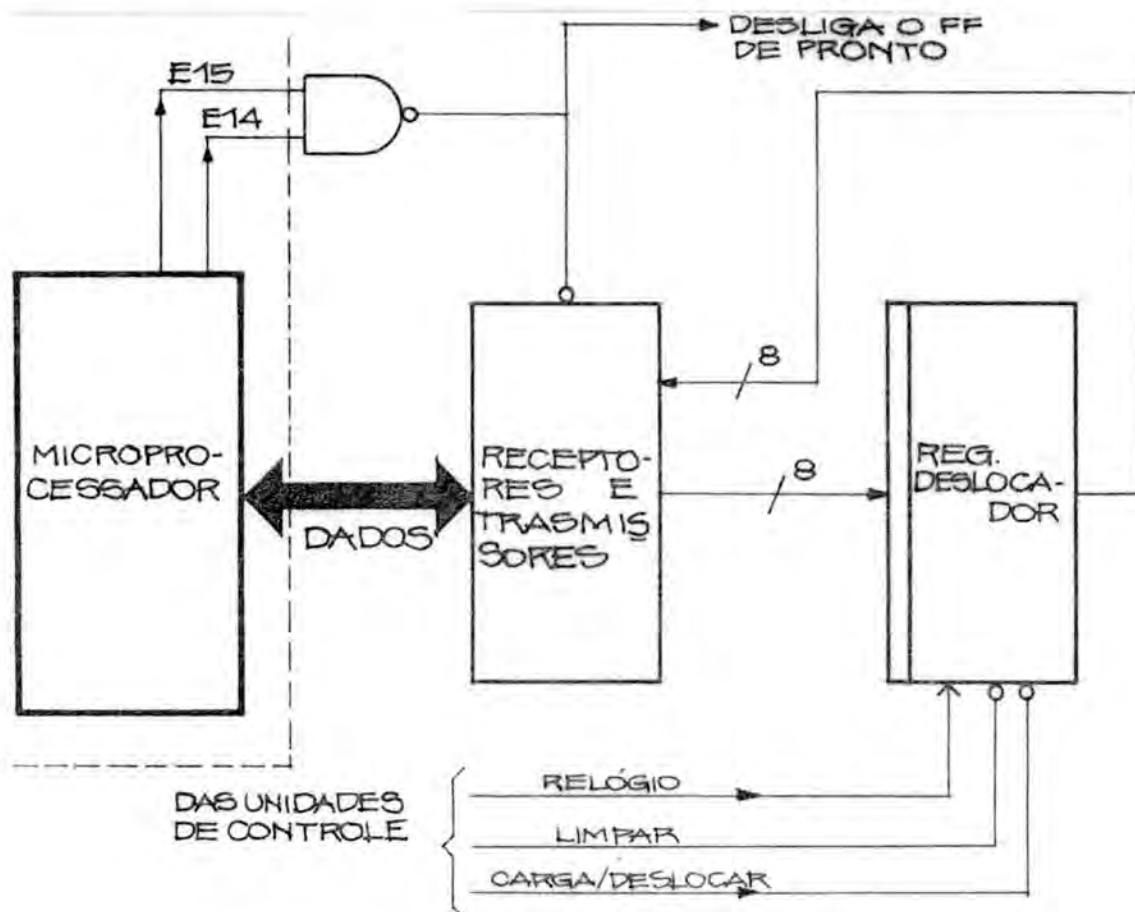 DESLIGA O FF
DE PRONTO
E15
E14
8
MICROPRO-
CESSADOR
DADOS
RECEPTO-
RES E
TRASMIS
SORES
8
REG.
DESLOCA-
DOR
DAS UNIDADES
DE CONTROLE
RELÓGIO
LIMPAR
CARGA/DESLOCAR